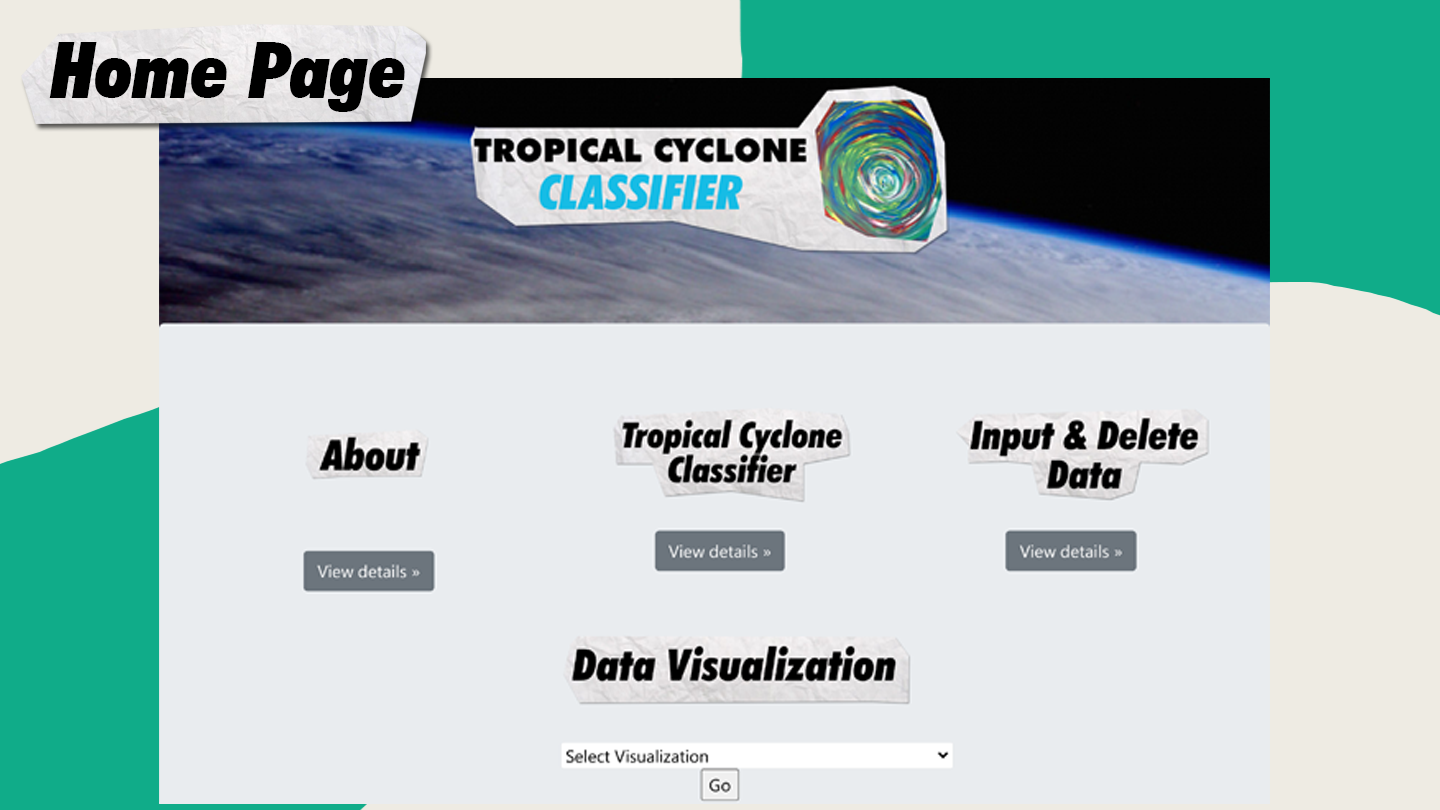 Home Page
TROPICAL CYCLONE
CLASSIFIER
About
View details »
Tropical Cyclone
Classifier
View details »
Input & Delete
Data
View details »
Data Visualization
Select Visualization
Go